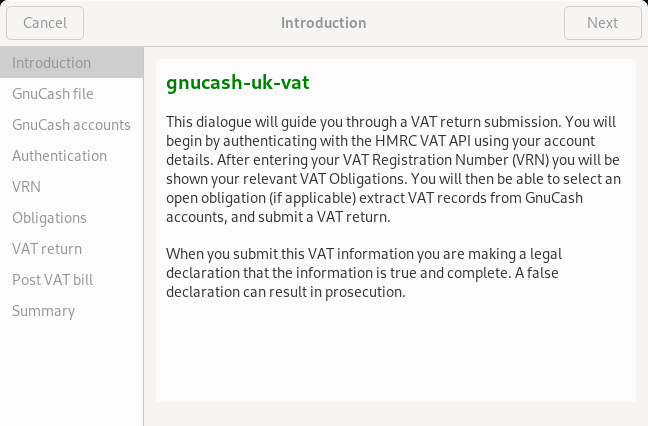 Cancel
Introduction
Next
Introduction
GnuCash file
GnuCash accounts
Authentication
VRN
Obligations
VAT return
Post VAT bill
Summary
gnucash-uk-vat
This dialogue will guide you through a VAT return submission. You will
begin by authenticating with the HMRC VAT API using your account
details. After entering your VAT Registration Number (VRN) you will be
shown your relevant VAT Obligations. You will then be able to select an
open obligation (if applicable) extract VAT records from GnuCash
accounts, and submit a VAT return.
When you submit this VAT information you are making a legal
declaration that the information is true and complete. A false
declaration can result in prosecution.